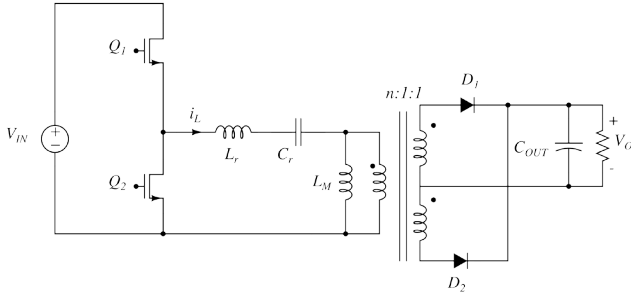 Q1
n:1:1
D1
iL
+
VIN
+
−
Lr
Cr
COUT
VO
Q2
LM
-
D2